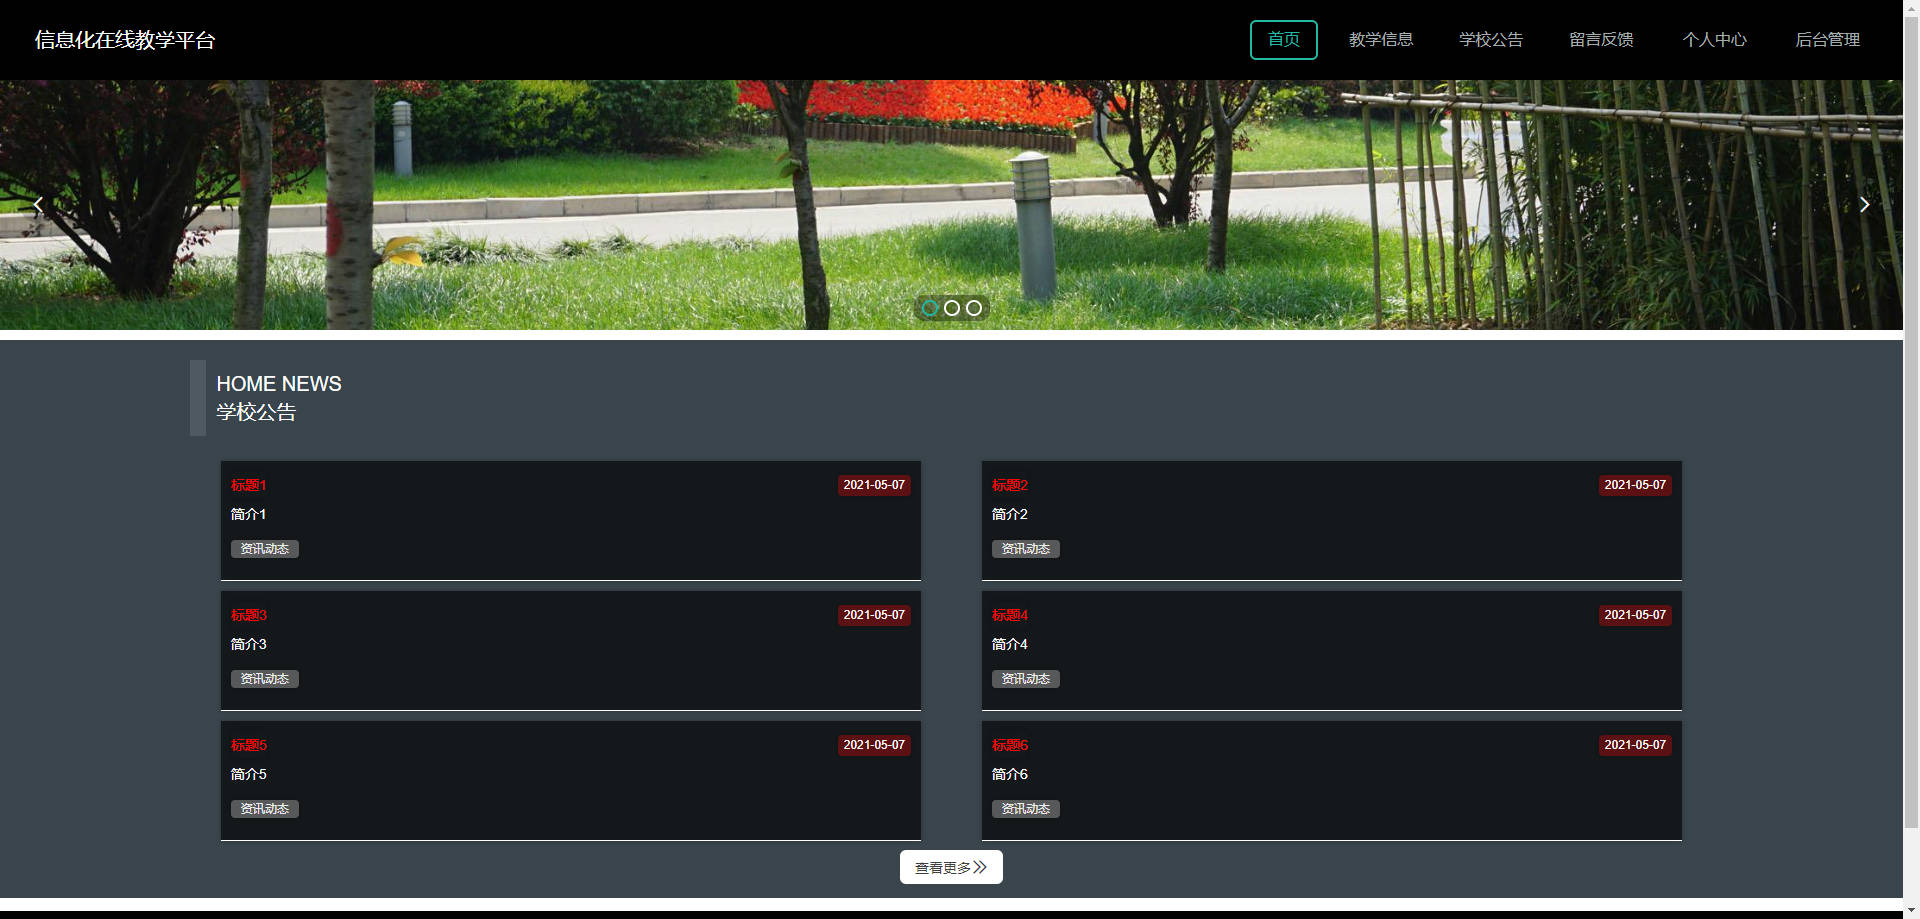 信息化在线教学平台
首页 教学信息 学校公告 留言反馈 个人中心 后台管理
HOME NEWS
学校公告
标题1 2021-05-07
简介1
资讯动态
标题2 2021-05-07
简介2
资讯动态
标题3 2021-05-07
简介3
资讯动态
标题4 2021-05-07
简介4
资讯动态
标题5 2021-05-07
简介5
资讯动态
标题6 2021-05-07
简介6
资讯动态
查看更多